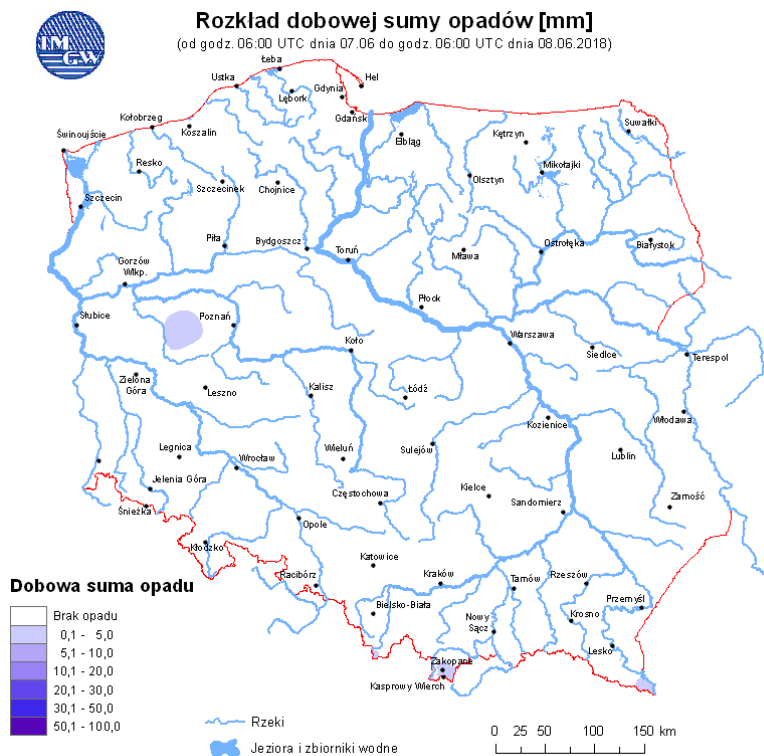 IM
G.W
Rozkład dobowej sumy opadów [mm]
(od godz. 06:00 UTC dnia 07.06 do godz. 06:00 UTC dnia 08.06.2018)
Łeba
Ustka
Hel
Lębork
Gdynia
Gdańsk
Kołobrzeg
Koszalin
Suwałki
Świnoujście
Elbląg
Kętrzyn
Resko
Mikołajki
Szczecinek
Chojnice
Olsztyn
Szczecin
Piła
Bydgoszcz
Toruń
Mława
Ostrołęka
Białystok
Gorzów
Wlkp.
Płock
Słubice
Poznań
Koło
Warszawa
Siedlce
Terespol
Zielona
Góra
Leszno
Kalisz
Łódź
Kozienice
Włodawa
Legnica
Wrocław
Wieluń
Sulejów
Lublin
Jelenia Góra
Śnieżka
Częstochowa
Kielce
Sandomierz
Zamość
Opole
Kłodzko
Katowice
Kraków
Tarnów
Rzeszów
Racibórz
Przemyśl
Bielsko-Biała
Nowy
Sącz
Krosno
Lesko
Zakopane
Kasprowy Wierch
Dobowa suma opadu
Brak opadu
0,1 - 5,0
5,1 - 10,0
10,1 - 20,0
20,1 - 30,0
30,1 - 50,0
50,1 - 100,0
Rzeki
Jeziora i zbiorniki wodne
0 25 50 100 150 km